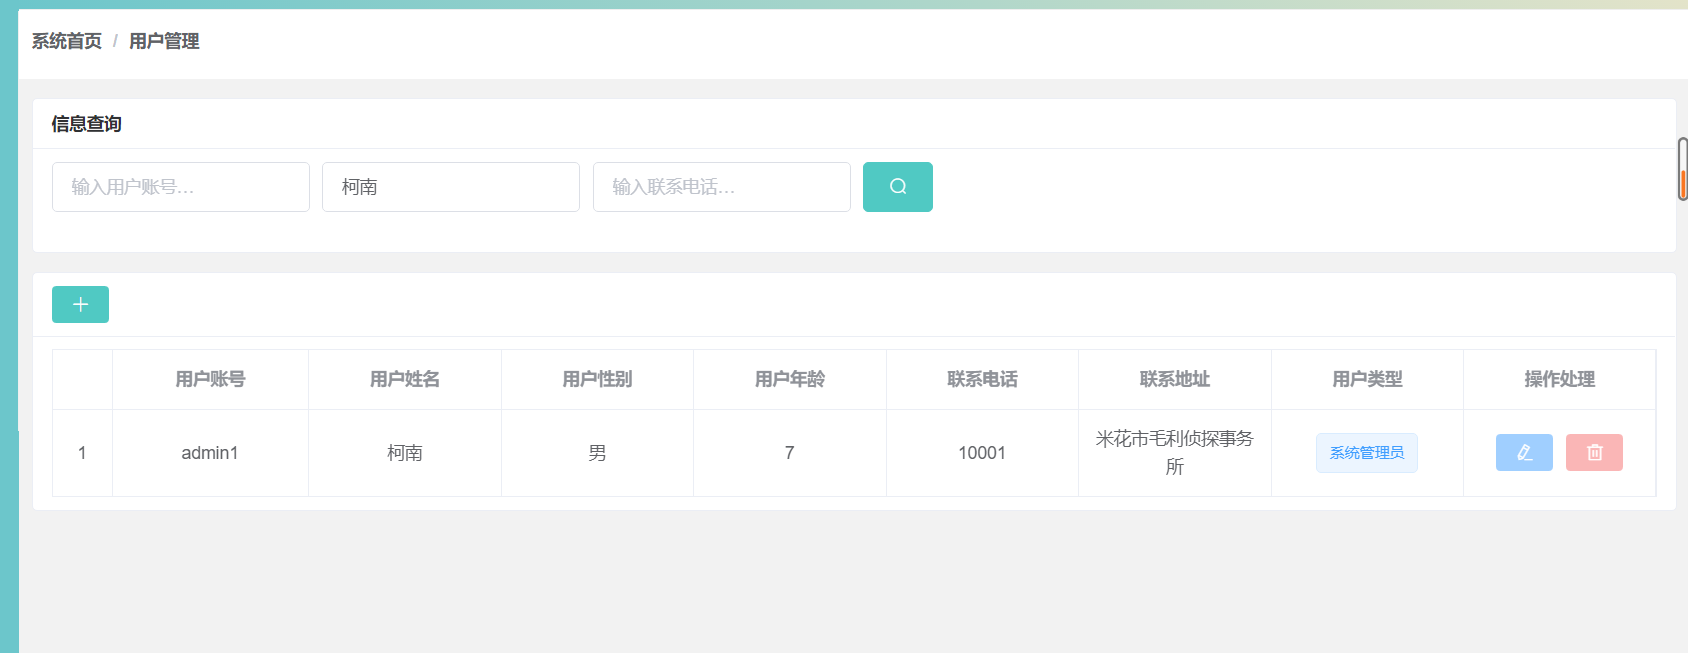 系统首页 / 用户管理
信息查询
输入用户账号... 柯南 输入联系电话...
用户账号 用户姓名 用户性别 用户年龄 联系电话 联系地址 用户类型 操作处理
1 admin1 柯南 男 7 10001 米花市毛利侦探事务 系统管理员
所